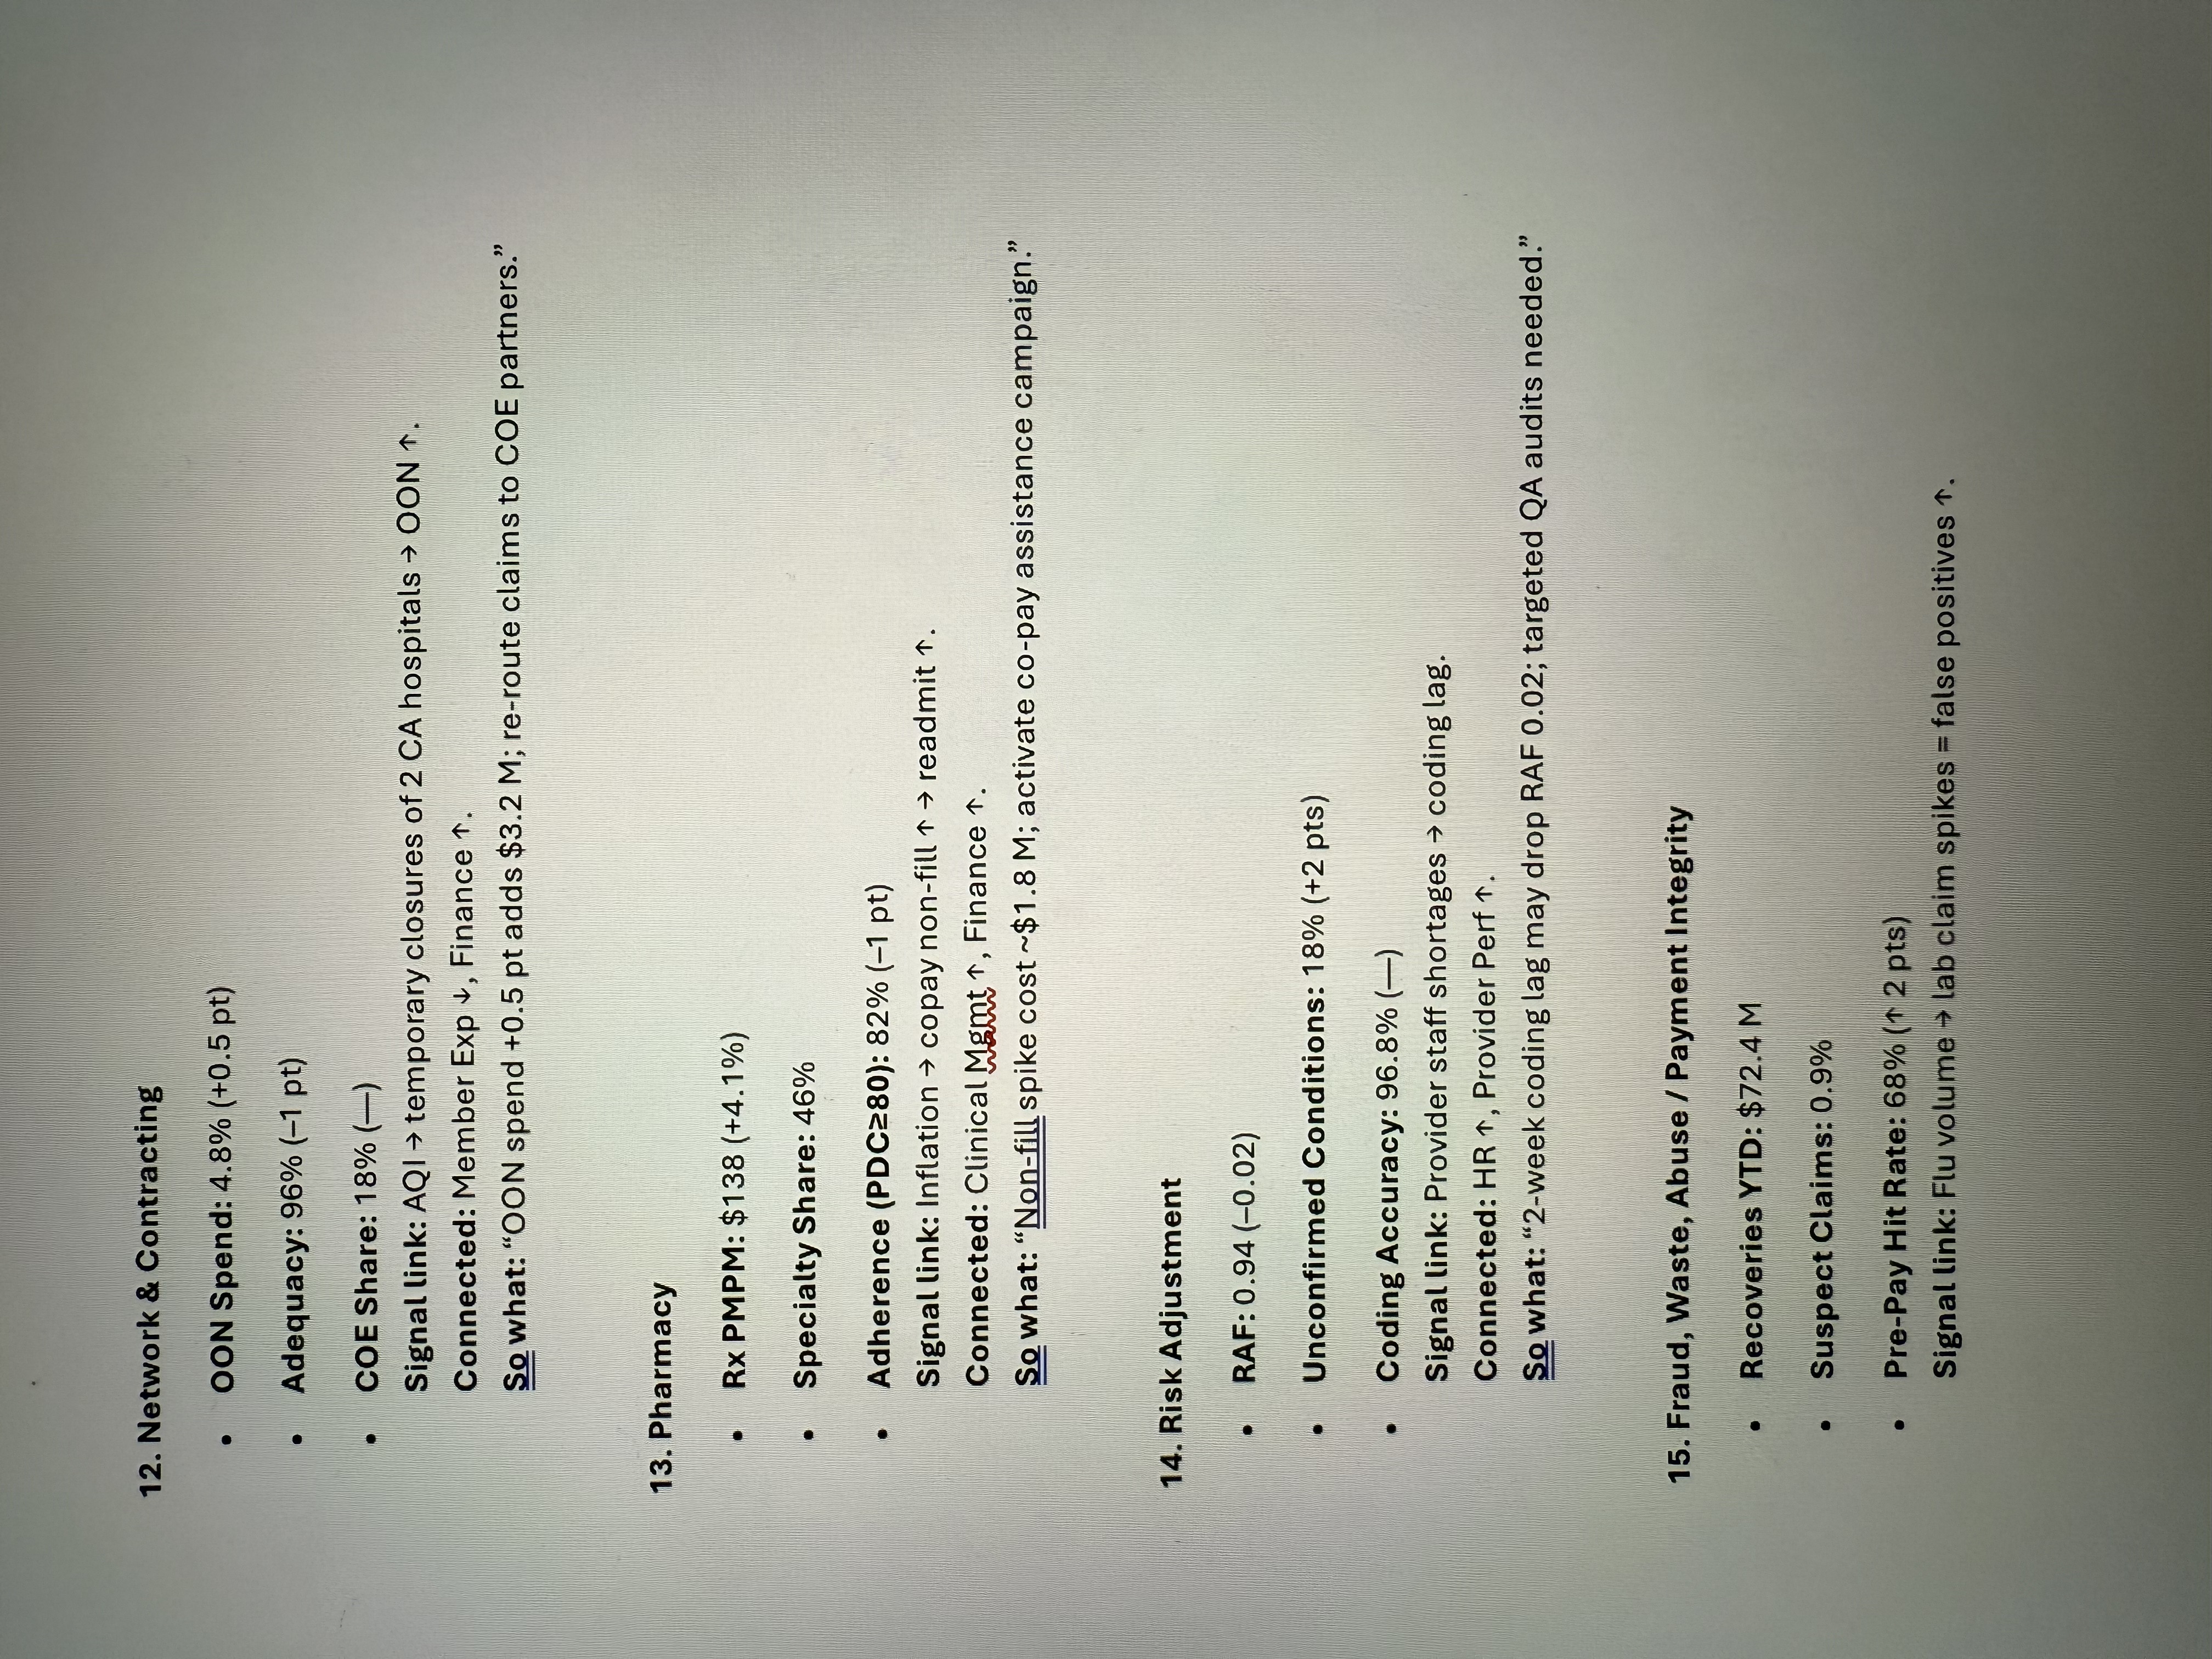 12. Network & Contracting
• OON Spend: 4.8% (+0.5 pt)
• Adequacy: 96% (–1 pt)
• COE Share: 18% (—)
Signal link: AQI → temporary closures of 2 CA hospitals → OON ↑.
Connected: Member Exp ↓, Finance ↑.
So what: “OON spend +0.5 pt adds $3.2 M; re-route claims to COE partners.”
13. Pharmacy
• Rx PMPM: $138 (+4.1%)
• Specialty Share: 46%
• Adherence (PDC≥80): 82% (–1 pt)
Signal link: Inflation → copay non-fill ↑ → readmit ↑.
Connected: Clinical Mgmt ↑, Finance ↑.
So what: “Non-fill spike cost ~$1.8 M; activate co-pay assistance campaign.”
14. Risk Adjustment
• RAF: 0.94 (–0.02)
• Unconfirmed Conditions: 18% (+2 pts)
• Coding Accuracy: 96.8% (—)
Signal link: Provider staff shortages → coding lag.
Connected: HR ↑, Provider Perf ↑.
So what: “2-week coding lag may drop RAF 0.02; targeted QA audits needed.”
15. Fraud, Waste, Abuse / Payment Integrity
• Recoveries YTD: $72.4 M
• Suspect Claims: 0.9%
• Pre-Pay Hit Rate: 68% (↑ 2 pts)
Signal link: Flu volume → lab claim spikes = false positives ↑.